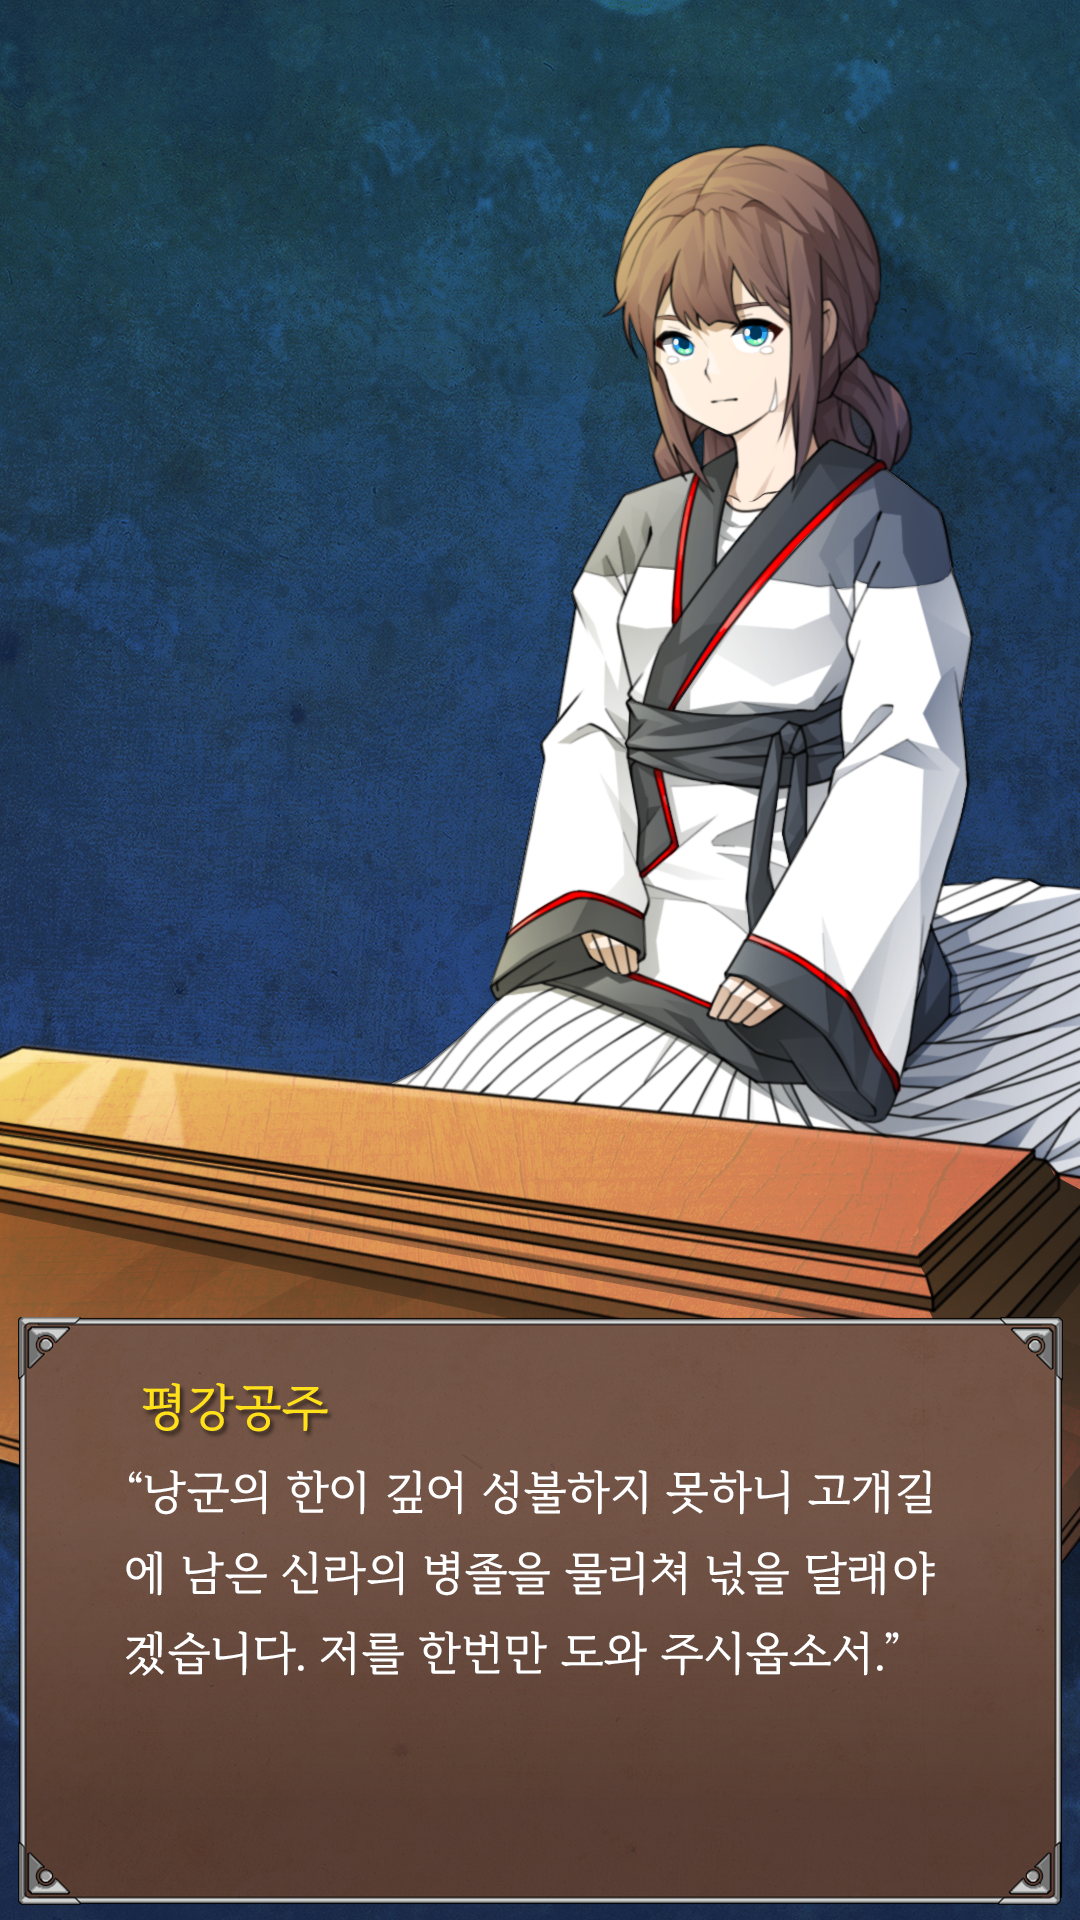 평강공주
“낭군의 한이 깊어 성불하지 못하니 고개길
에 남은 신라의 병졸을 물리쳐 넋을 달래야
겠습니다. 저를 한번만 도와 주시옵소서.”